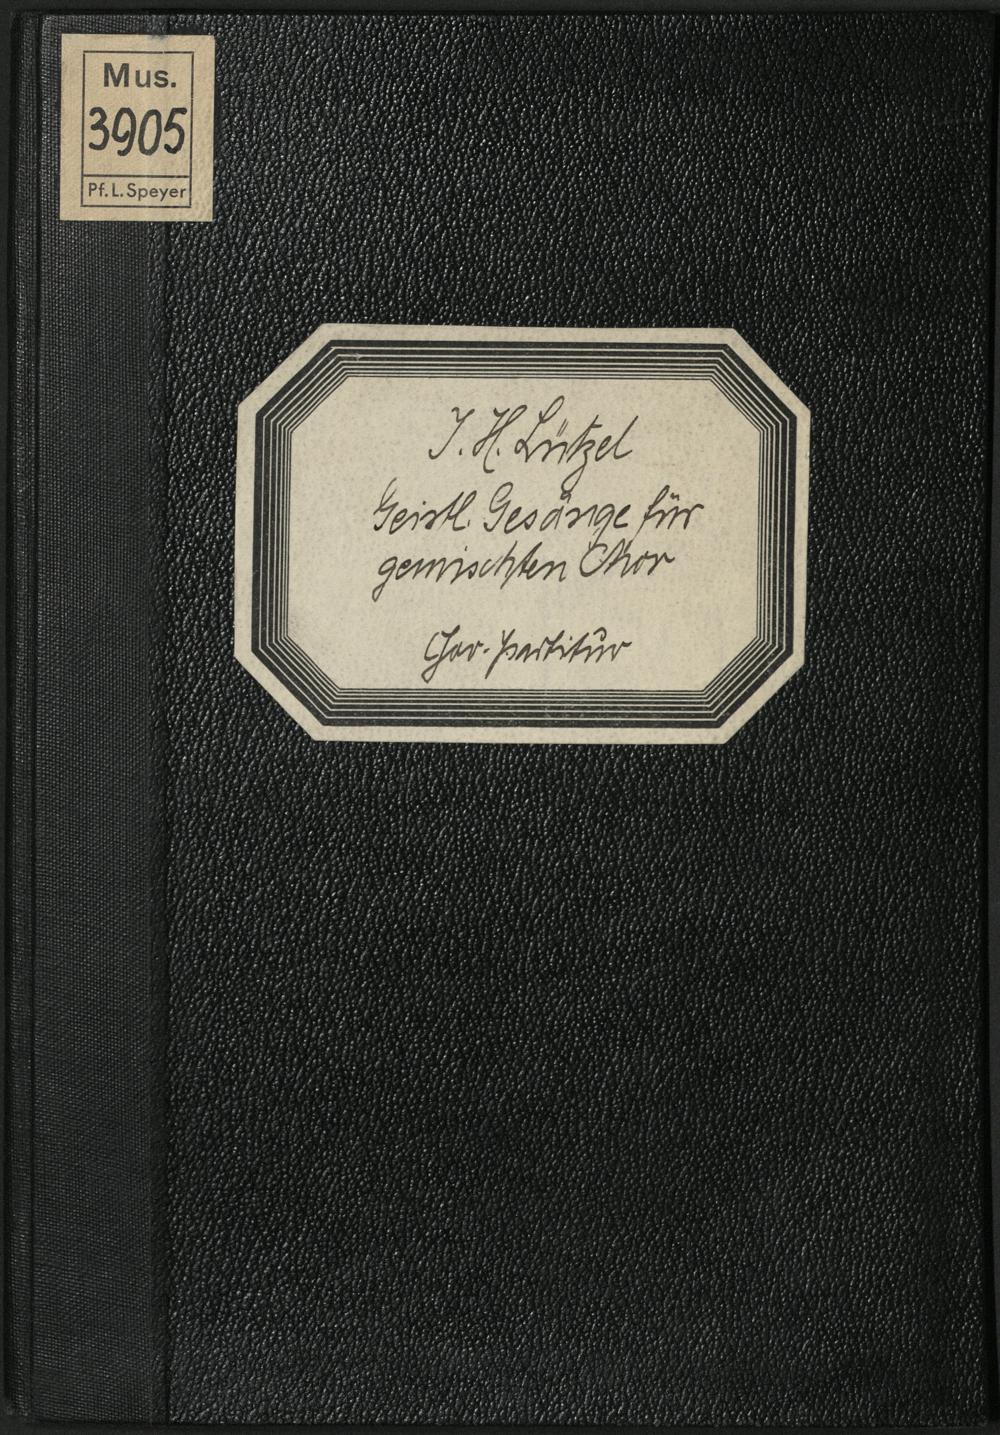 Mus.
3905
Pf. L. Speyer
J. H. Lützel
Geistl. Gesänge für
gemischten Chor
Chor-Partitur